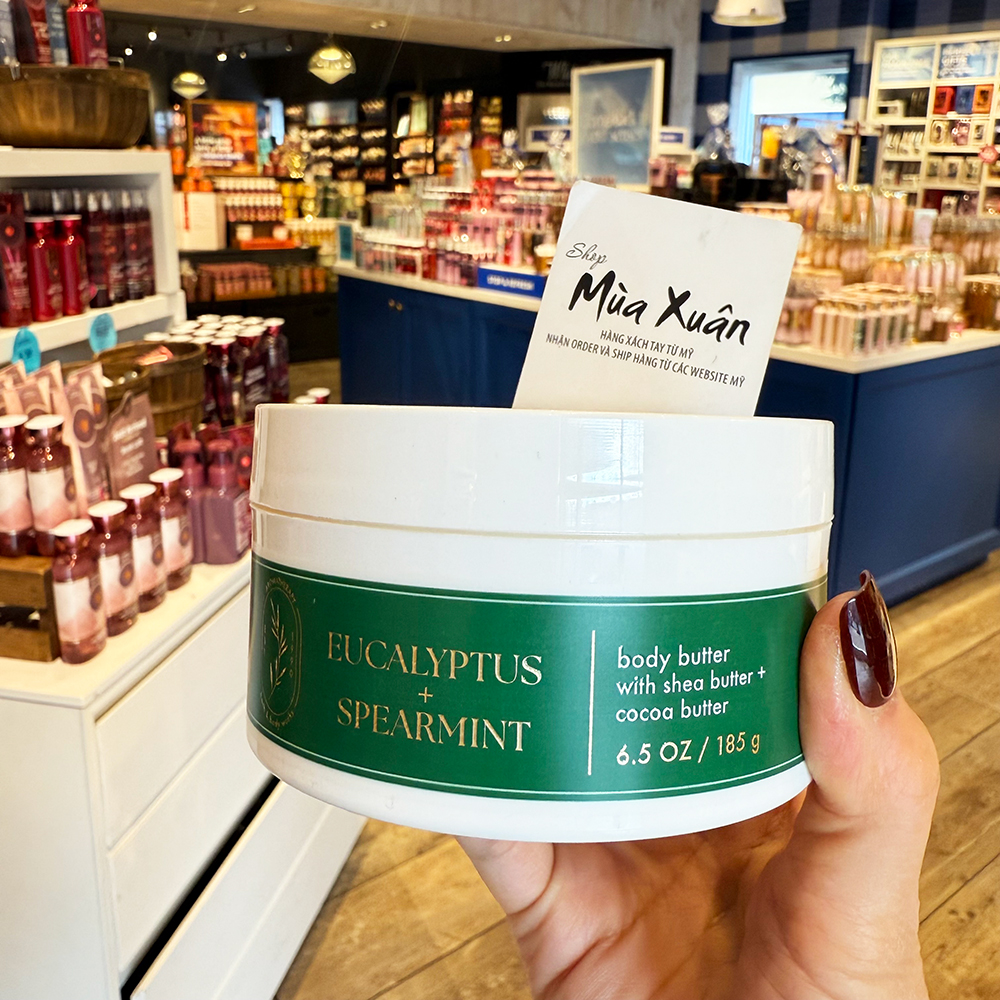 Shop
Mùa Xuân
HÀNG XÁCH TAY TỪ MỸ
NHẬN ORDER VÀ SHIP HÀNG TỪ CÁC WEBSITE MỸ
EUCALYPTUS
+
SPEARMINT
body butter
with shea butter +
cocoa butter
6.5 OZ / 185 g